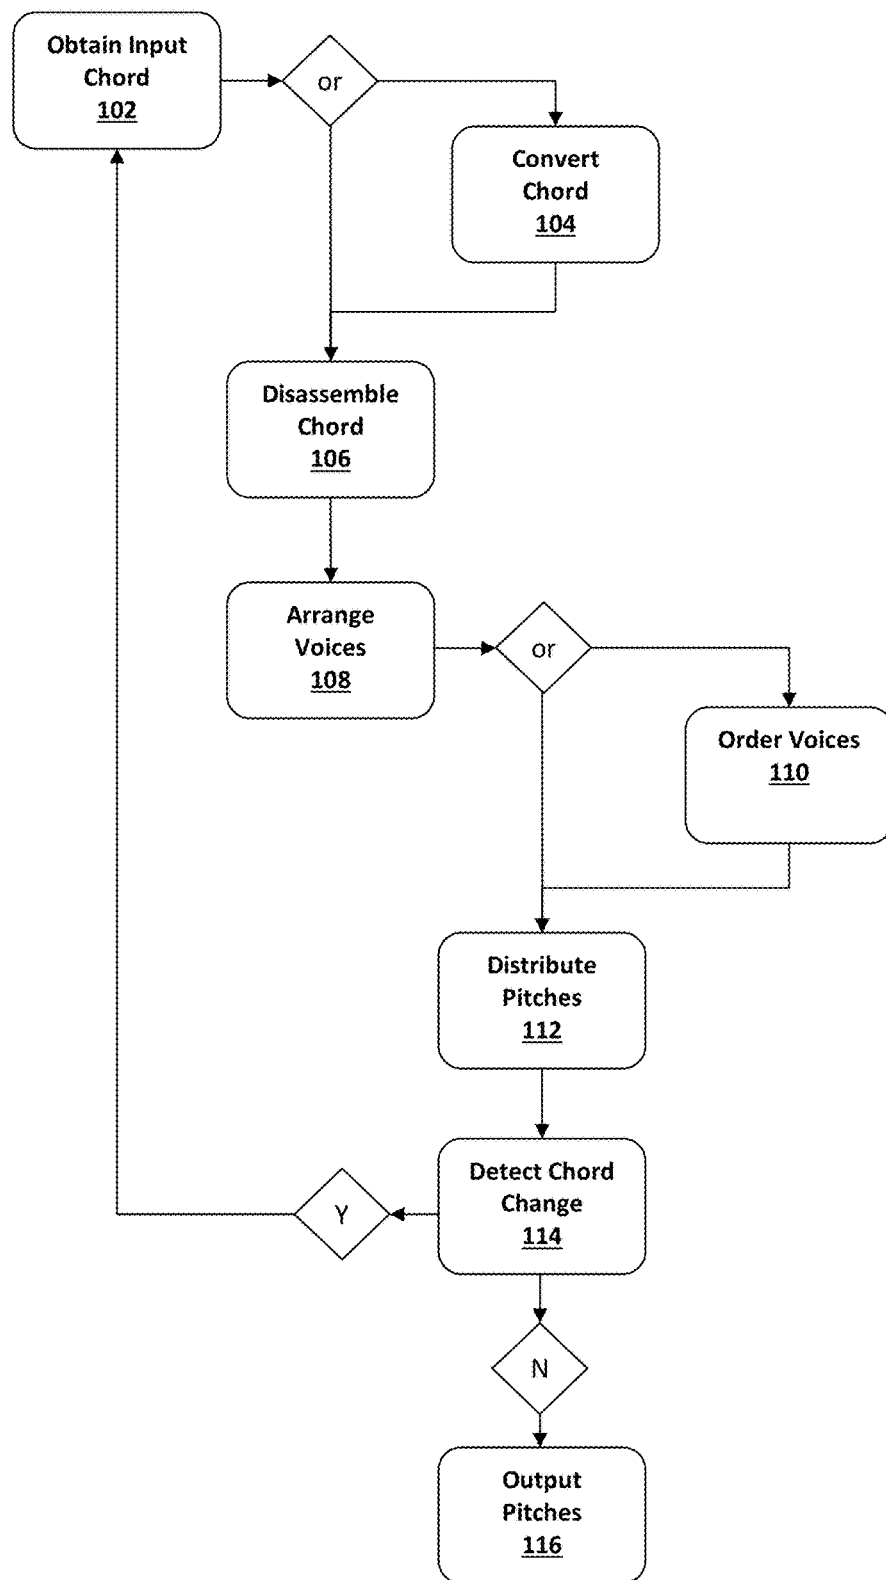 Obtain Input
Chord
102
or
Convert
Chord
104
Disassemble
Chord
106
Arrange
Voices
108
or
Order Voices
110
Distribute
Pitches
112
Detect Chord
Change
114
Y
N
Output
Pitches
116